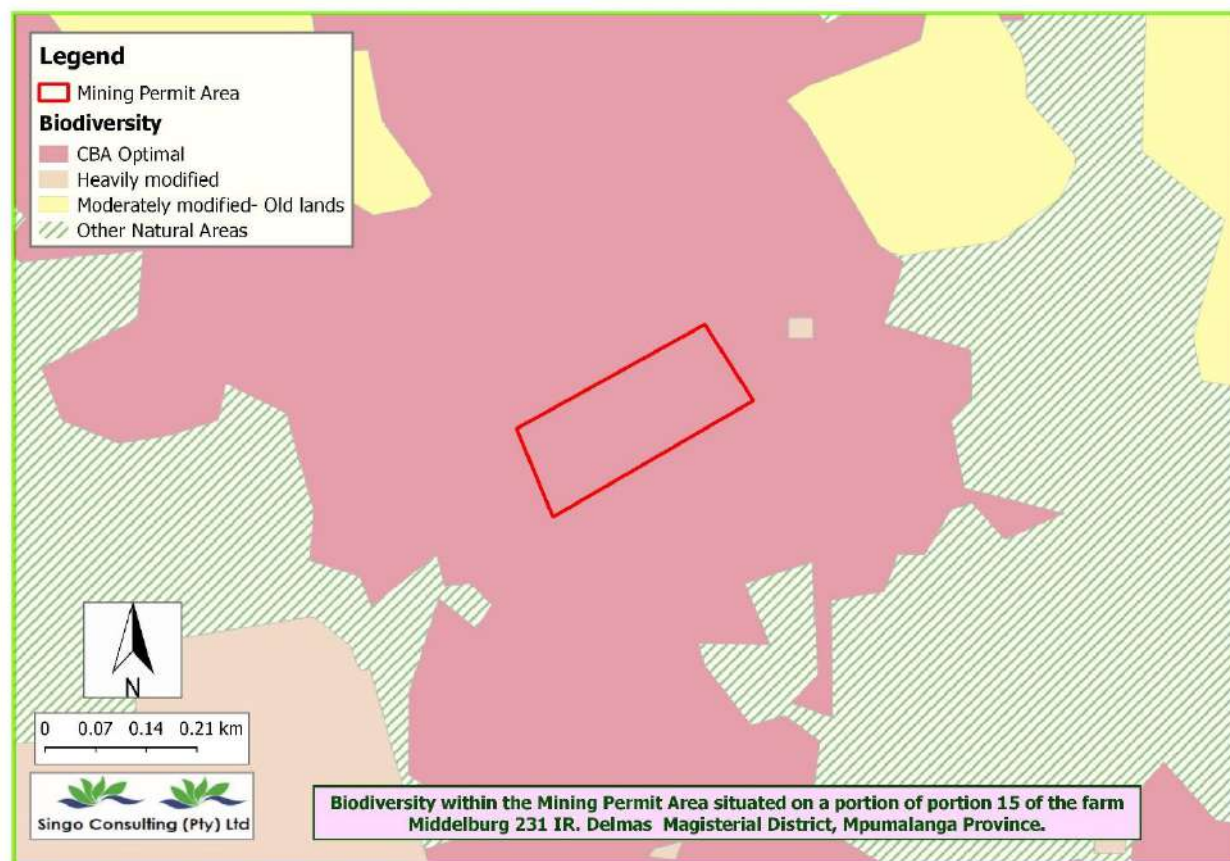 Legend
Mining Permit Area
Biodiversity
CBA Optimal
Heavily modified
Moderately modified- Old lands
Other Natural Areas
N
0 0.07 0.14 0.21 km
Singo Consulting (Pty) Ltd
Biodiversity within the Mining Permit Area situated on a portion of portion 15 of the farm
Middelburg 231 IR. Delmas Magisterial District, Mpumalanga Province.